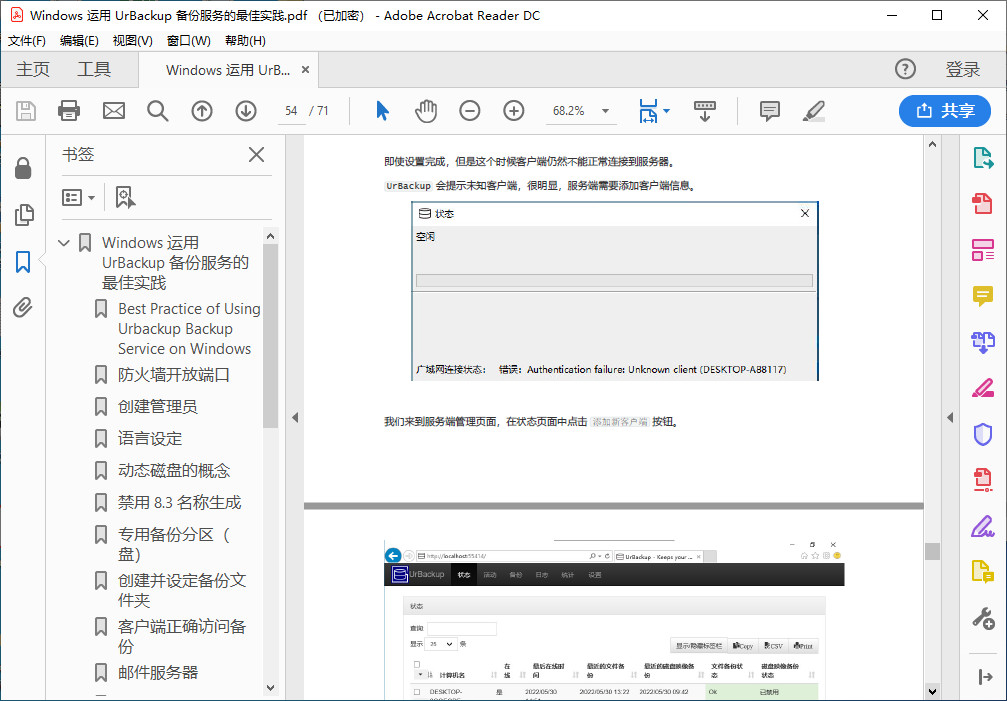 Windows 运用 UrBackup 备份服务的最佳实践.pdf （已加密） - Adobe Acrobat Reader DC
文件(F) 编辑(E) 视图(V) 窗口(W) 帮助(H)
主页 工具 Windows 运用 UrB... × 登录
54 / 71 68.2% 共享
书签
Windows 运用
UrBackup 备份服务的
最佳实践
Best Practice of Using
Urbackup Backup
Service on Windows
防火墙开放端口
创建管理员
语言设定
动态磁盘的概念
禁用 8.3 名称生成
专用备份分区（
盘）
创建并设定备份文
件夹
客户端正确访问备
份
邮件服务器
即使设置完成，但是这个时候客户端仍然不能正常连接到服务器。
UrBackup 会提示未知客户端，很明显，服务端需要添加客户端信息。
状态
空闲
广域网连接状态： 错误：Authentication failure: Unknown client (DESKTOP-AB8117)
我们来到服务端管理页面，在状态页面中点击 添加新客户端 按钮。
http://localhost:55414/ UrBackup - Keeps your ...
UrBackup 状态 活动 备份 日志 统计 设置
状态
查询
显示 25 条
显示/隐藏标签栏 Copy CSV Print
计算机名 在线 最后在线时间 最近的文件备份 最近的磁盘映像备份 文件备份状态 磁盘映像备份状态
DESKTOP- 是 2022/05/30 2022/05/30 13:22 2022/05/30 09:42 Ok 已禁用